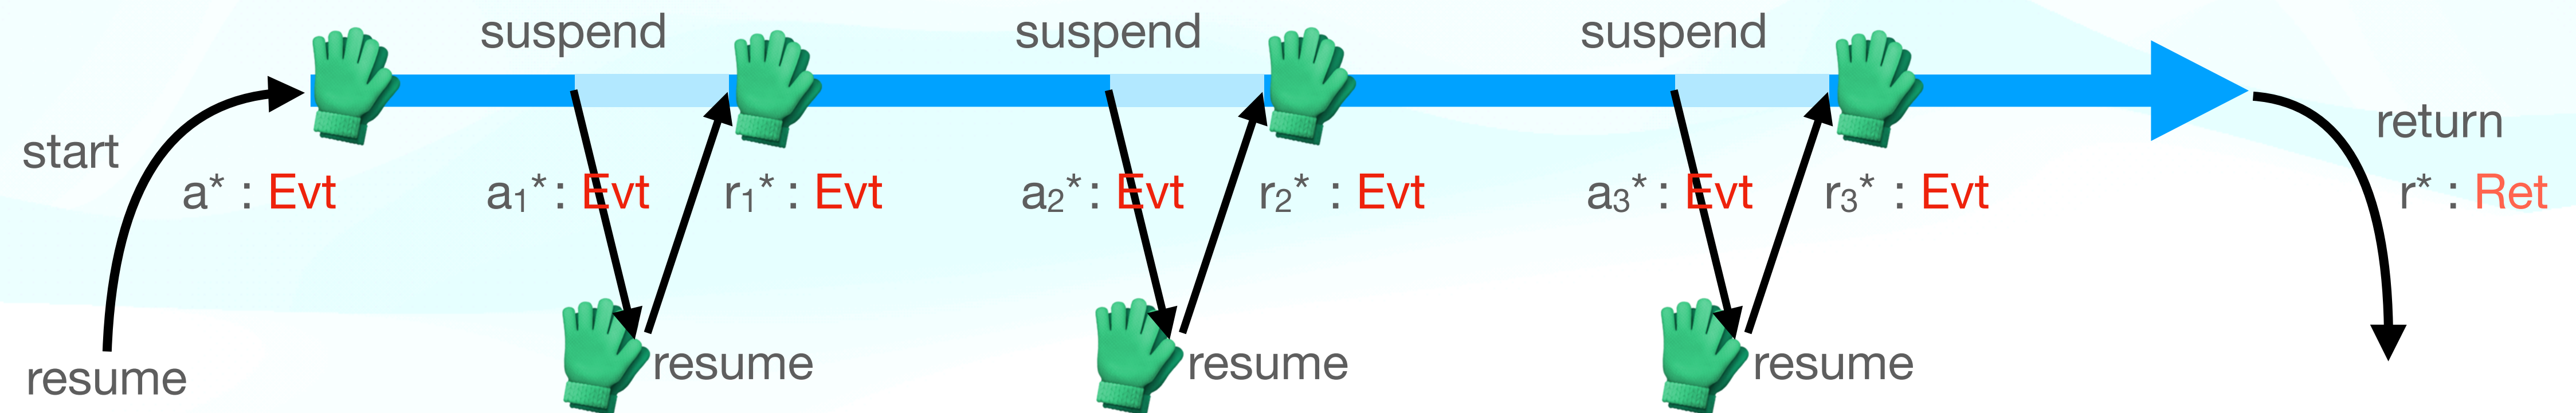 suspend suspend suspend
start return
a* : Evt a₁* : Evt r₁* : Evt a₂* : Evt r₂* : Evt a₃* : Evt r₃* : Evt r* : Ret
resume resume resume resume